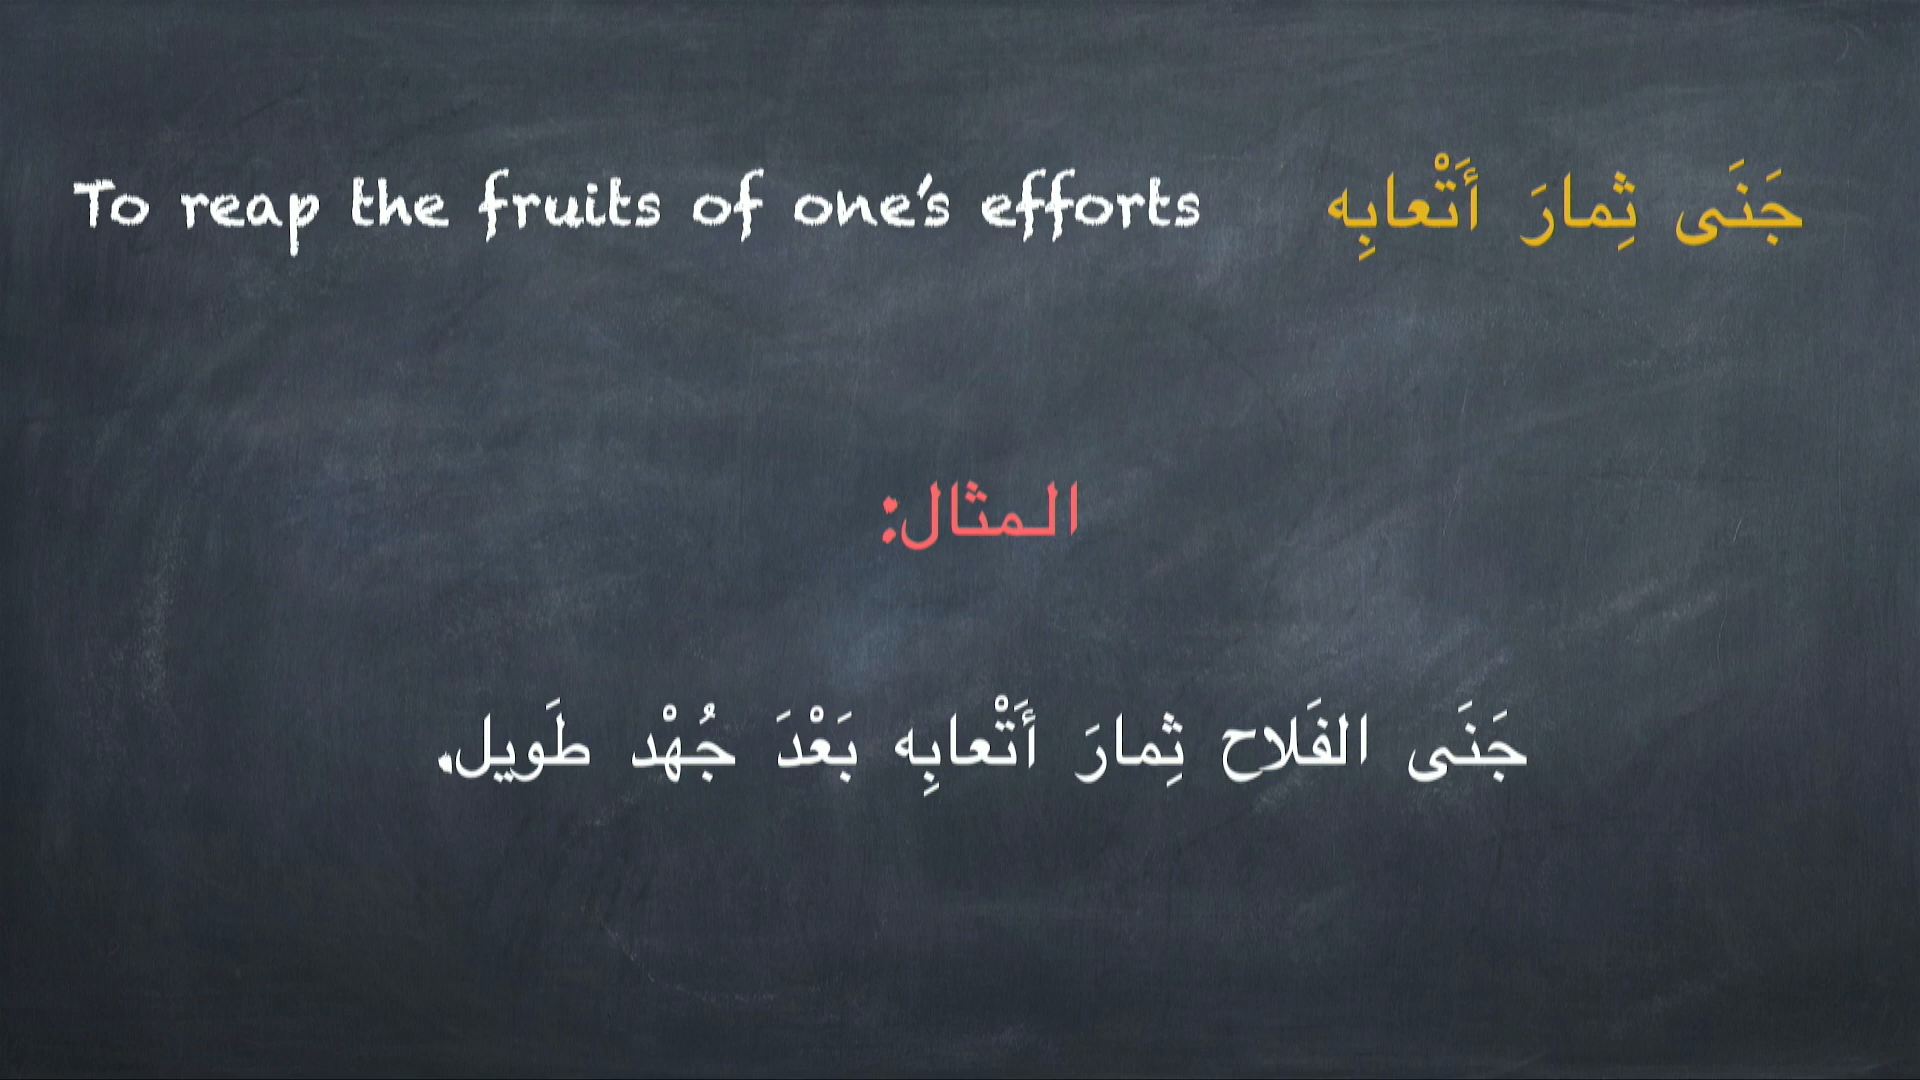 To reap the fruits of one's efforts جَنَى ثِمارَ أَتْعابِه
المثال:
جَنَى الفَلاح ثِمارَ أَتْعابِه بَعْدَ جُهْد طَويل.